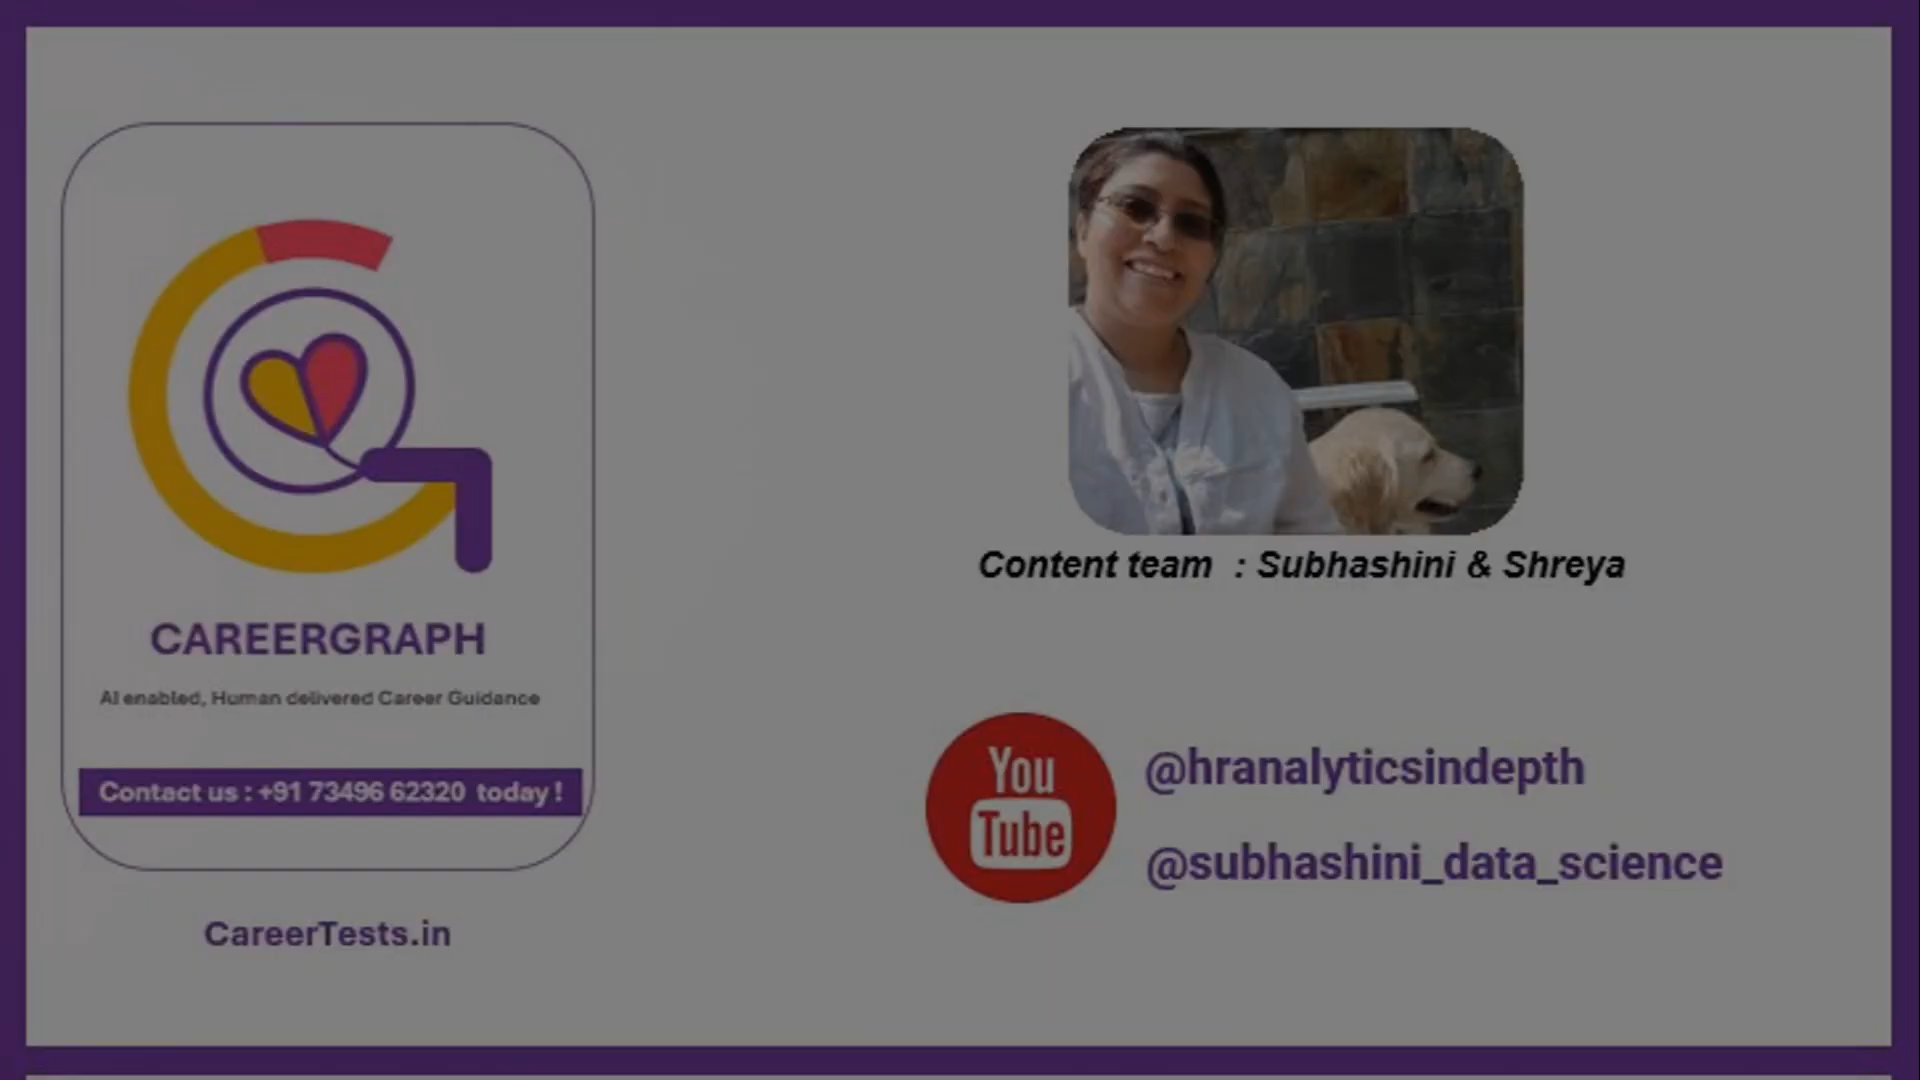 CAREERGRAPH
AI enabled, Human delivered Career Guidance
Contact us : +91 73496 62320 today !
CareerTests.in
Content team : Subhashini & Shreya
You
Tube
@hranalyticsindepth
@subhashini_data_science